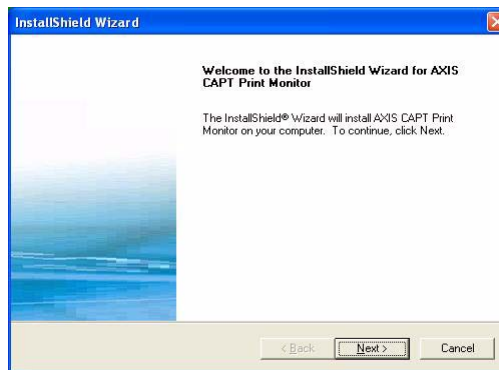 InstallShield Wizard
Welcome to the InstallShield Wizard for AXIS
CAPT Print Monitor
The InstallShield® Wizard will install AXIS CAPT Print
Monitor on your computer. To continue, click Next.
< Back
Next >
Cancel